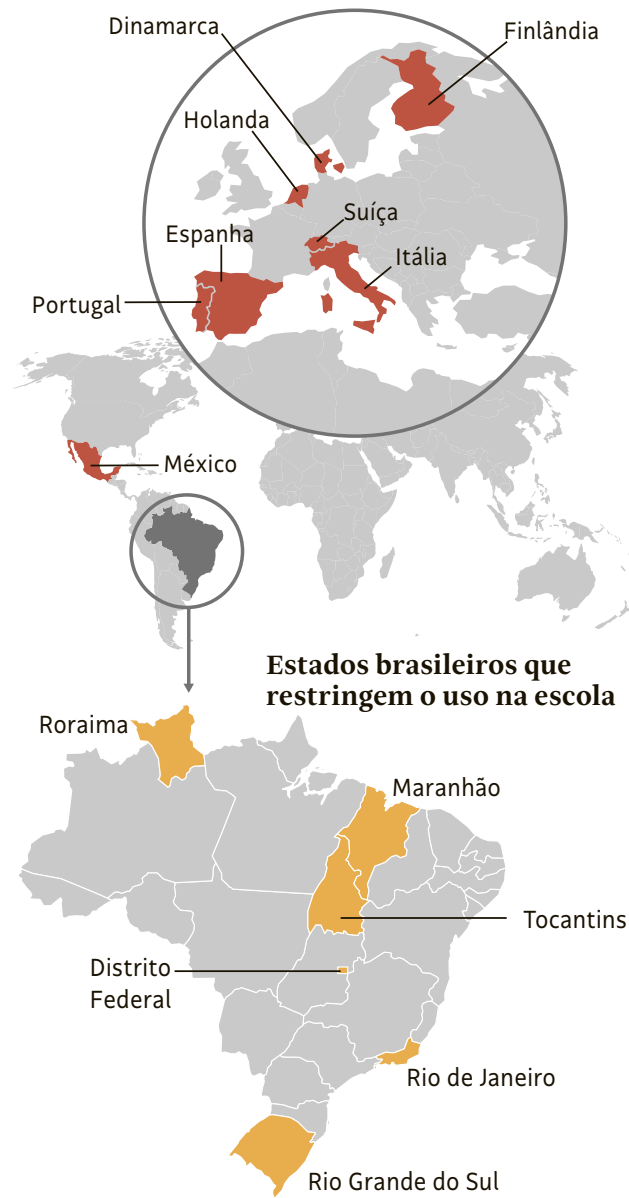 Dinamarca
Finlândia
Holanda
Suíça
Espanha
Itália
Portugal
México
Estados brasileiros que
restringem o uso na escola
Roraima
Maranhão
Tocantins
Distrito
Federal
Rio de Janeiro
Rio Grande do Sul